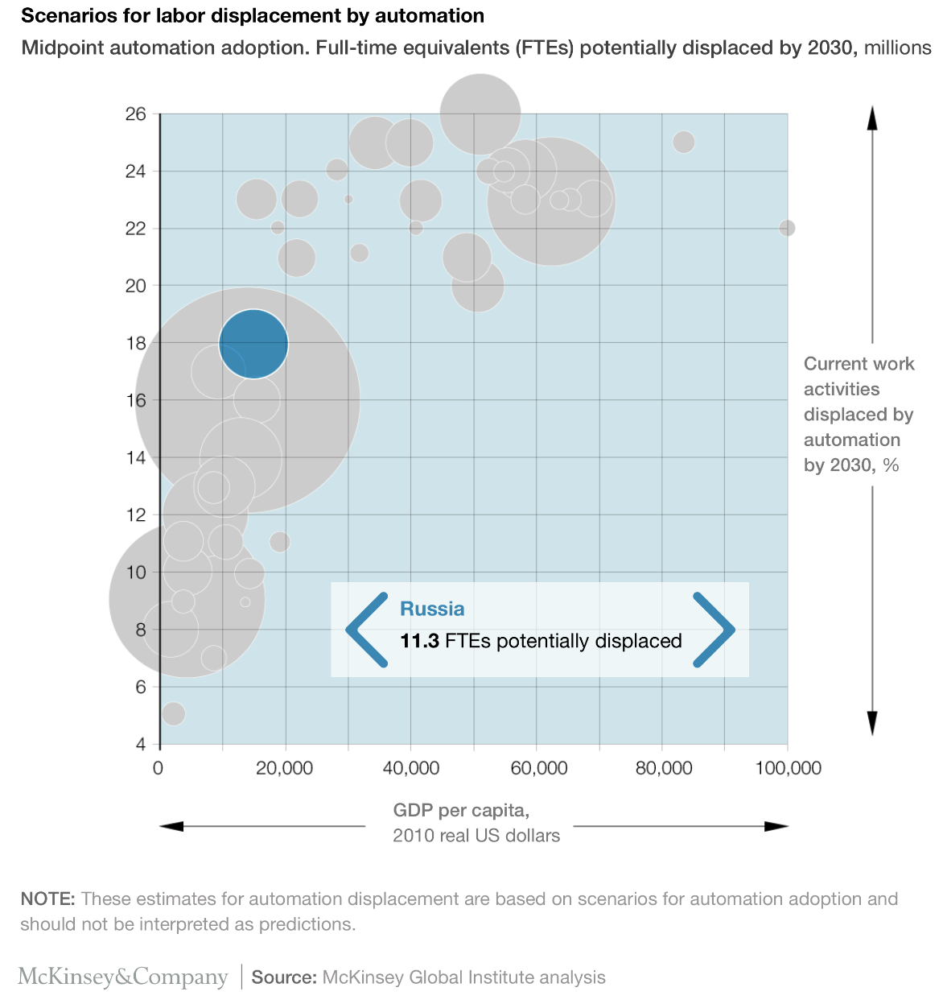 Scenarios for labor displacement by automation
Midpoint automation adoption. Full-time equivalents (FTEs) potentially displaced by 2030, millions
26
24
22
20
18
16
14
12
10
8
6
4
0
20,000
40,000
60,000
80,000
100,000
Current work
activities
displaced by
automation
by 2030, %
Russia
11.3 FTEs potentially displaced
GDP per capita,
2010 real US dollars
NOTE: These estimates for automation displacement are based on scenarios for automation adoption and
should not be interpreted as predictions.
McKinsey&Company | Source: McKinsey Global Institute analysis